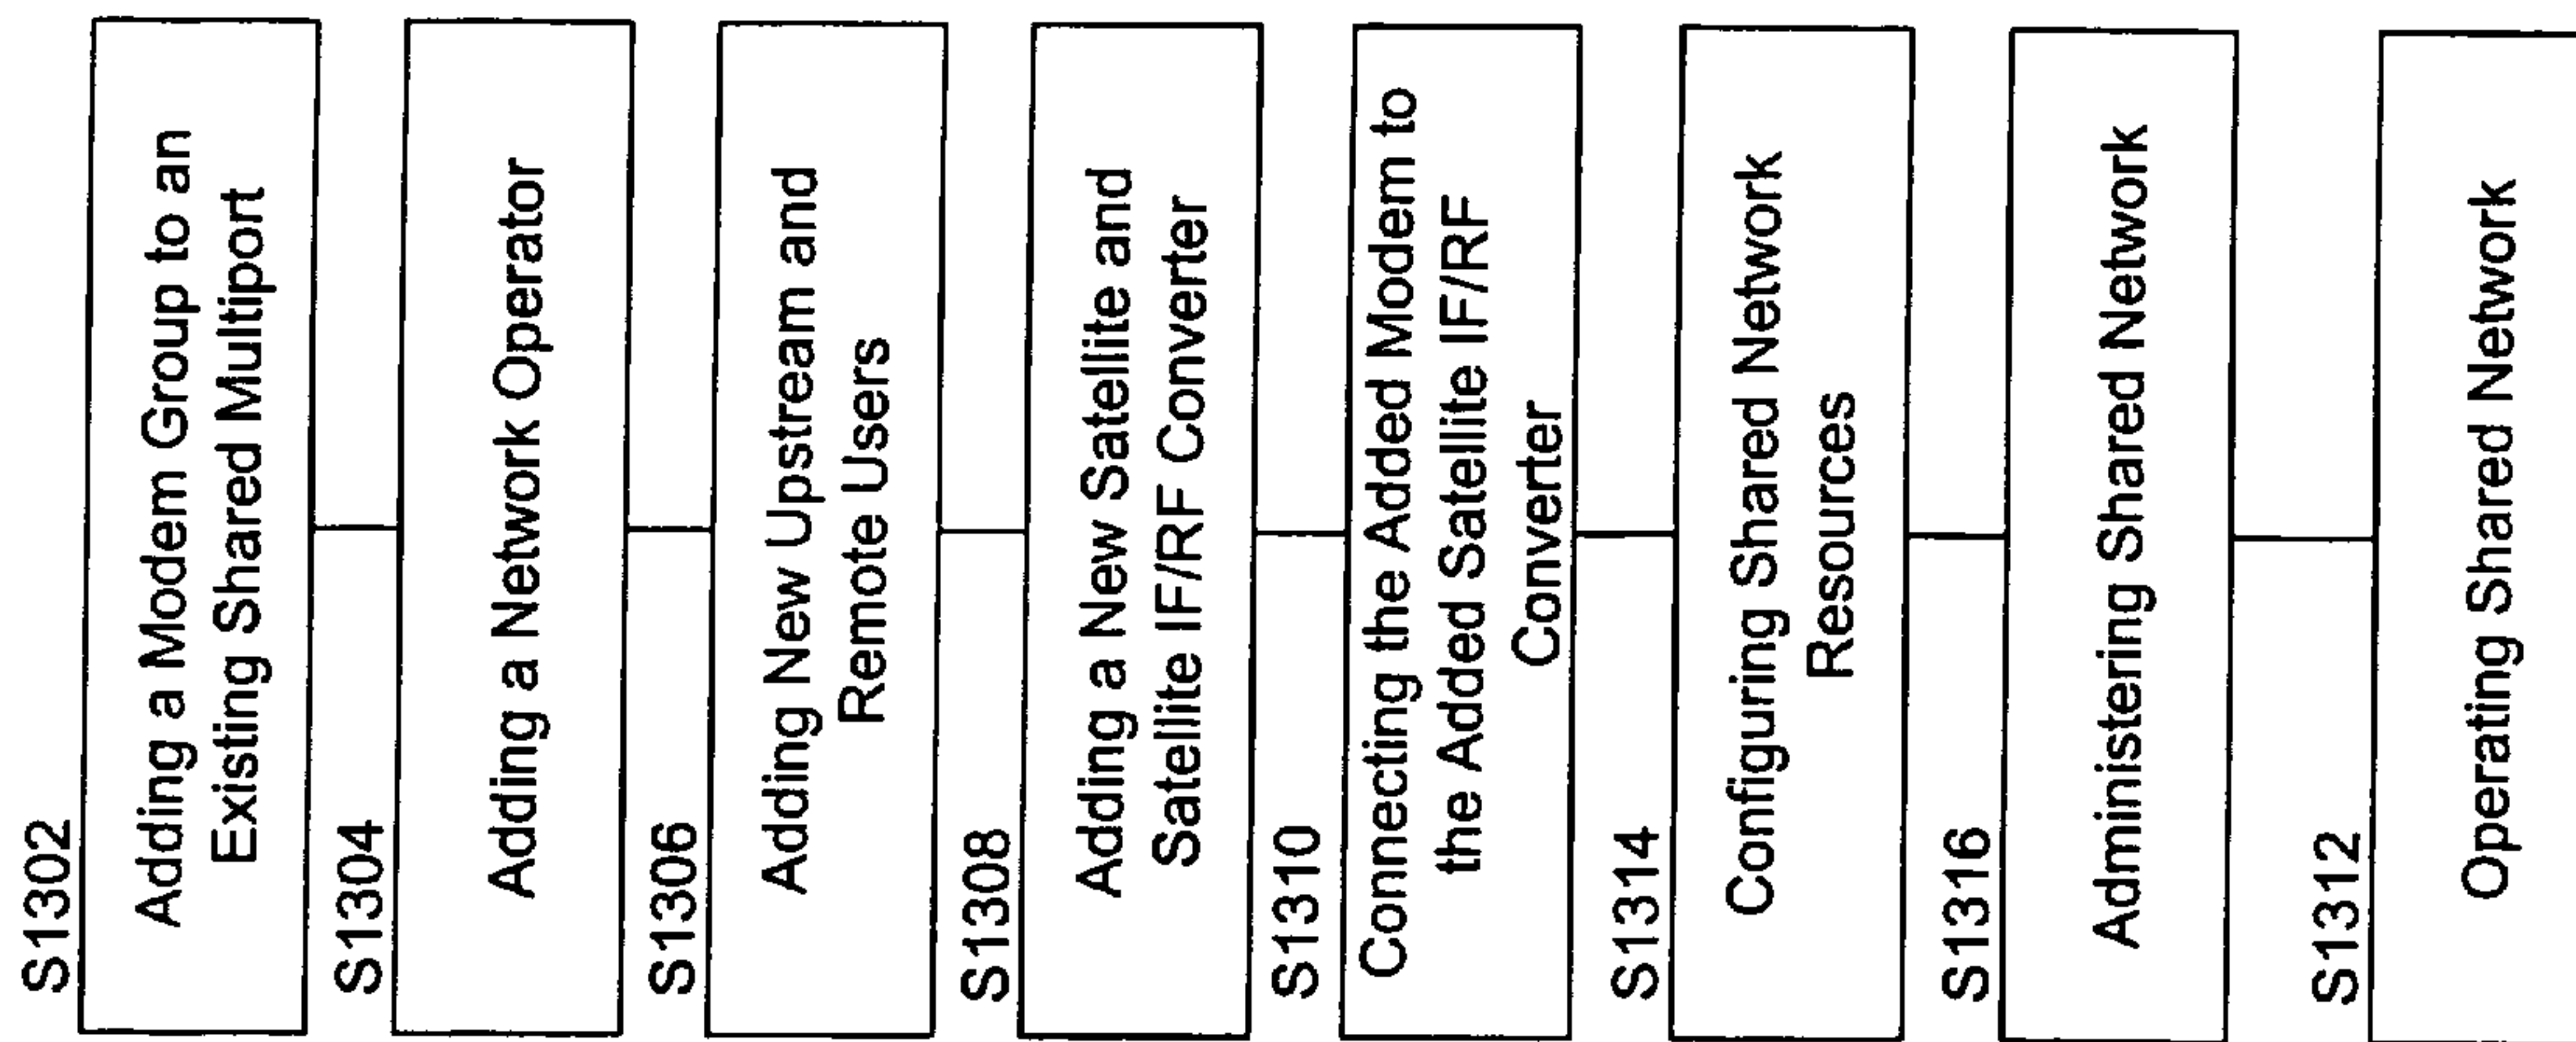 S1302
Adding a Modem Group to an
Existing Shared Multiport
S1304
Adding a Network Operator
S1306
Adding New Upstream and
Remote Users
S1308
Adding a New Satellite and
Satellite IF/RF Converter
S1310
Connecting the Added Modem to
the Added Satellite IF/RF
Converter
S1314
Configuring Shared Network
Resources
S1316
Administering Shared Network
S1312
Operating Shared Network